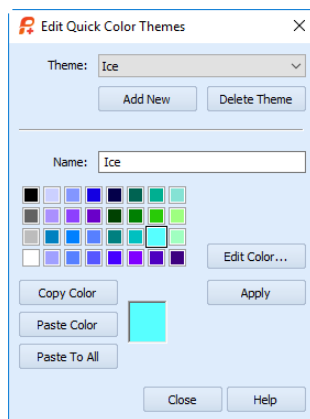 Edit Quick Color Themes
Theme: Ice
Add New Delete Theme
Name: Ice
Edit Color...
Copy Color Apply
Paste Color
Paste To All
Close Help